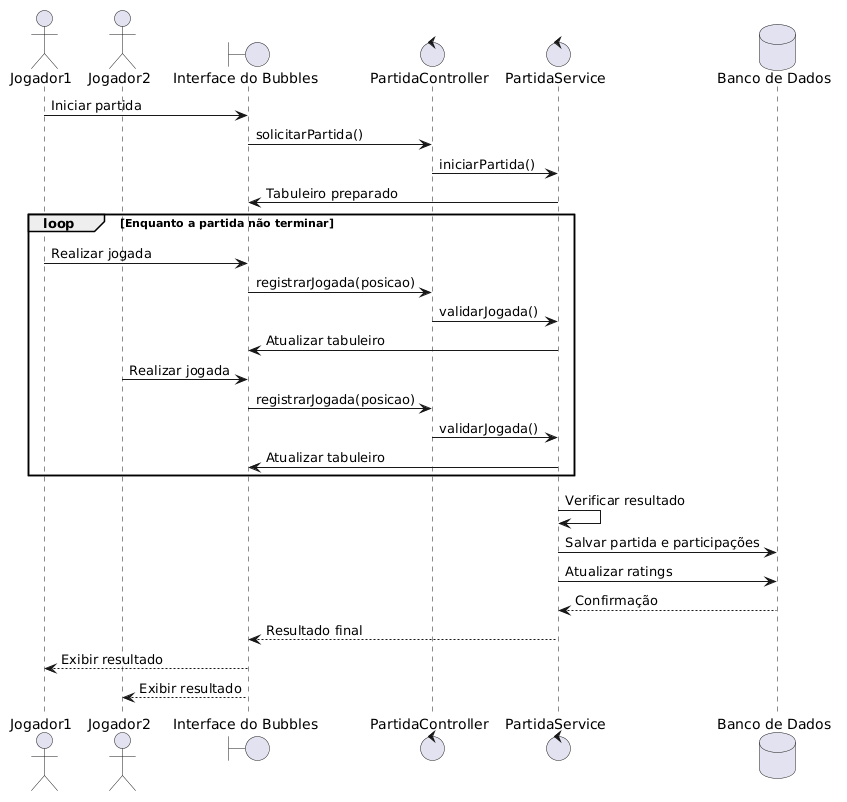 Jogador1 Jogador2 Interface do Bubbles PartidaController PartidaService Banco de Dados
Iniciar partida
solicitarPartida()
iniciarPartida()
Tabuleiro preparado
loop [Enquanto a partida não terminar]
Realizar jogada
registrarJogada(posicao)
validarJogada()
Atualizar tabuleiro
Realizar jogada
registrarJogada(posicao)
validarJogada()
Atualizar tabuleiro
Verificar resultado
Salvar partida e participações
Atualizar ratings
Confirmação
Resultado final
Exibir resultado
Exibir resultado
Jogador1 Jogador2 Interface do Bubbles PartidaController PartidaService Banco de Dados